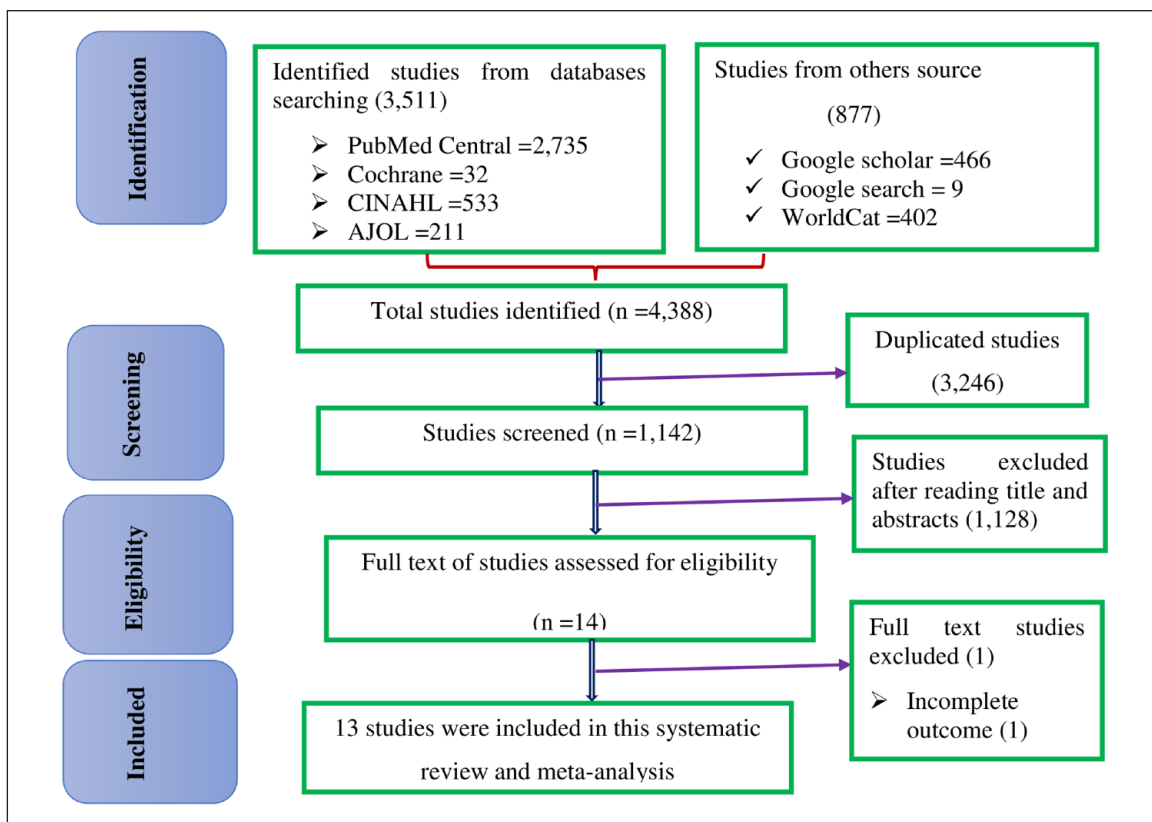 Identification
Identified studies from databases
searching (3,511)
➢ PubMed Central =2,735
➢ Cochrane =32
➢ CINAHL =533
➢ AJOL =211
Studies from others source
(877)
✓ Google scholar =466
✓ Google search = 9
✓ WorldCat =402
Total studies identified (n =4,388)
Screening
Duplicated studies
(3,246)
Studies screened (n =1,142)
Studies excluded
after reading title and
abstracts (1,128)
Eligibility
Full text of studies assessed for eligibility
(n =14)
Full text studies
excluded (1)
➢ Incomplete
outcome (1)
Included
13 studies were included in this systematic
review and meta-analysis